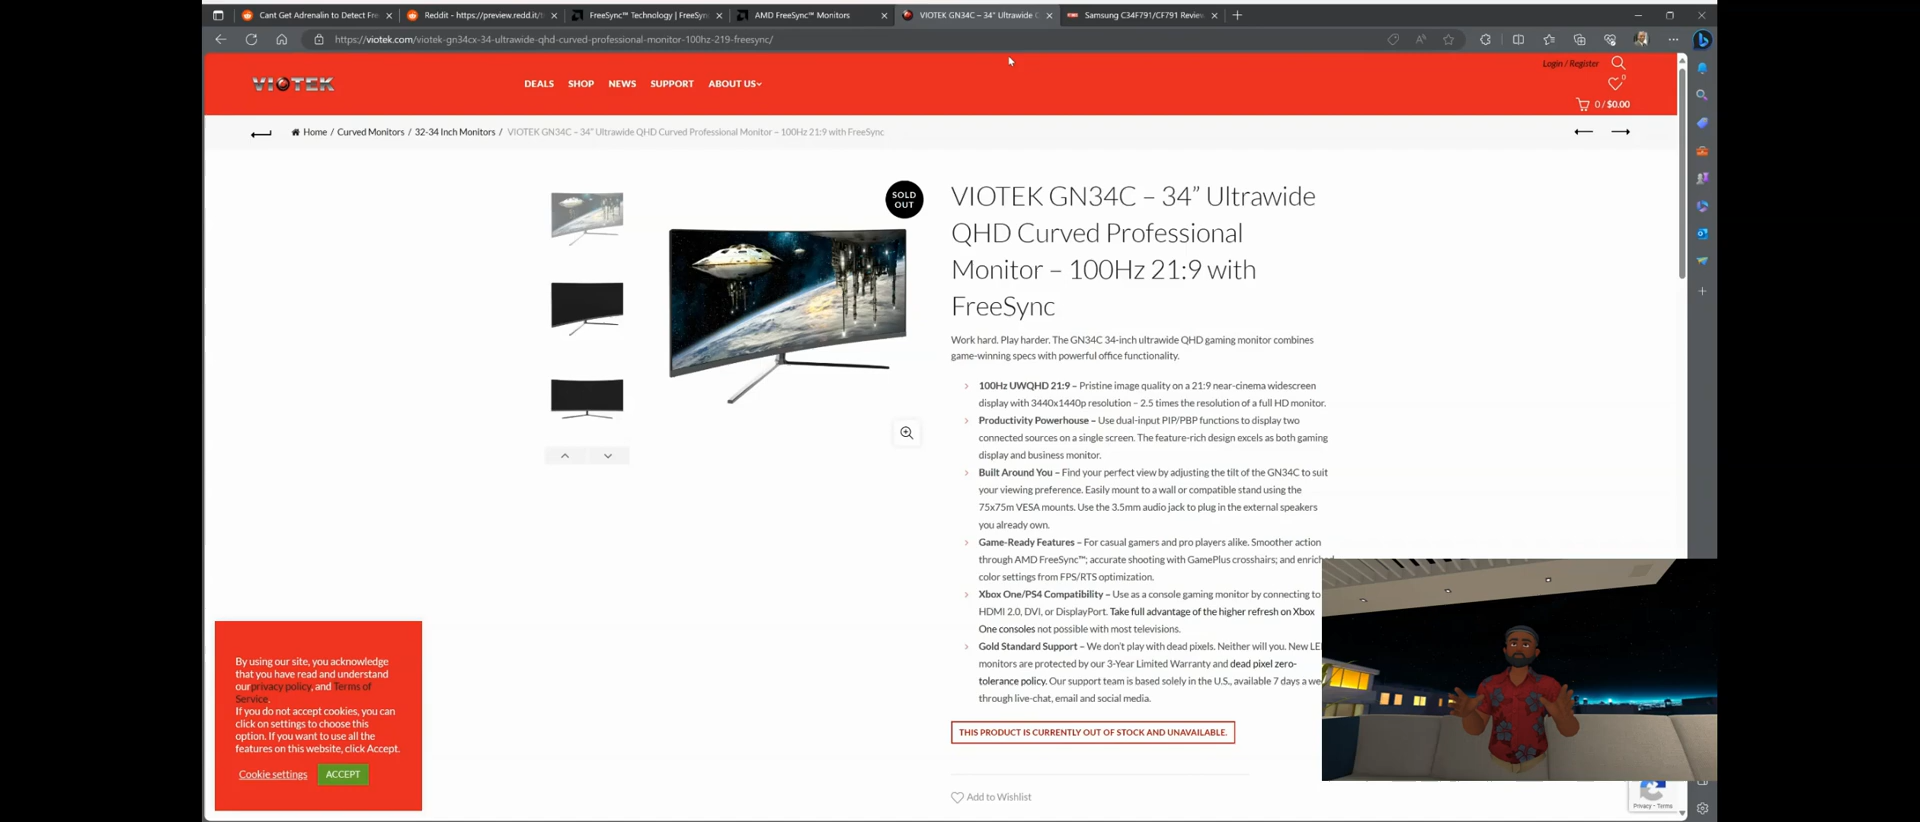 Cant Get Adrenalin to Detect Fre
Reddit - https://preview.redd.it/t
FreeSync™ Technology | FreeSyn
AMD FreeSync™ Monitors
VIOTEK GN34C – 34" Ultrawide C
Samsung C34F791/CF791 Review
https://viotek.com/viotek-gn34cx-34-ultrawide-qhd-curved-professional-monitor-100hz-219-freesync/
VIOTEK
DEALS
SHOP
NEWS
SUPPORT
ABOUT US
Login / Register
0
0 / $0.00
Home / Curved Monitors / 32-34 Inch Monitors / VIOTEK GN34C – 34” Ultrawide QHD Curved Professional Monitor – 100Hz 21:9 with FreeSync
SOLD
OUT
VIOTEK GN34C – 34” Ultrawide
QHD Curved Professional
Monitor – 100Hz 21:9 with
FreeSync
Work hard. Play harder. The GN34C 34-inch ultrawide QHD gaming monitor combines
game-winning specs with powerful office functionality.
100Hz UWQHD 21:9 – Pristine image quality on a 21:9 near-cinema widescreen
display with 3440x1440p resolution – 2.5 times the resolution of a full HD monitor.
Productivity Powerhouse – Use dual-input PIP/PBP functions to display two
connected sources on a single screen. The feature-rich design excels as both gaming
display and business monitor.
Built Around You – Find your perfect view by adjusting the tilt of the GN34C to suit
your viewing preference. Easily mount to a wall or compatible stand using the
75x75m VESA mounts. Use the 3.5mm audio jack to plug in the external speakers
you already own.
Game-Ready Features – For casual gamers and pro players alike. Smoother action
through AMD FreeSync™; accurate shooting with GamePlus crosshairs; and enriched
color settings from FPS/RTS optimization.
Xbox One/PS4 Compatibility – Use as a console gaming monitor by connecting to
HDMI 2.0, DVI, or DisplayPort. Take full advantage of the higher refresh on Xbox
One consoles not possible with most televisions.
Gold Standard Support – We don't play with dead pixels. Neither will you. New LE
monitors are protected by our 3-Year Limited Warranty and dead pixel zero-
tolerance policy. Our support team is based solely in the U.S., available 7 days a we
through live-chat, email and social media.
THIS PRODUCT IS CURRENTLY OUT OF STOCK AND UNAVAILABLE.
Add to Wishlist
By using our site, you acknowledge
that you have read and understand
our privacy policy, and Terms of
Service.
If you do not accept cookies, you can
click on settings to choose this
option. If you want to use all the
features on this website, click Accept.
Cookie settings
ACCEPT
Privacy - Terms